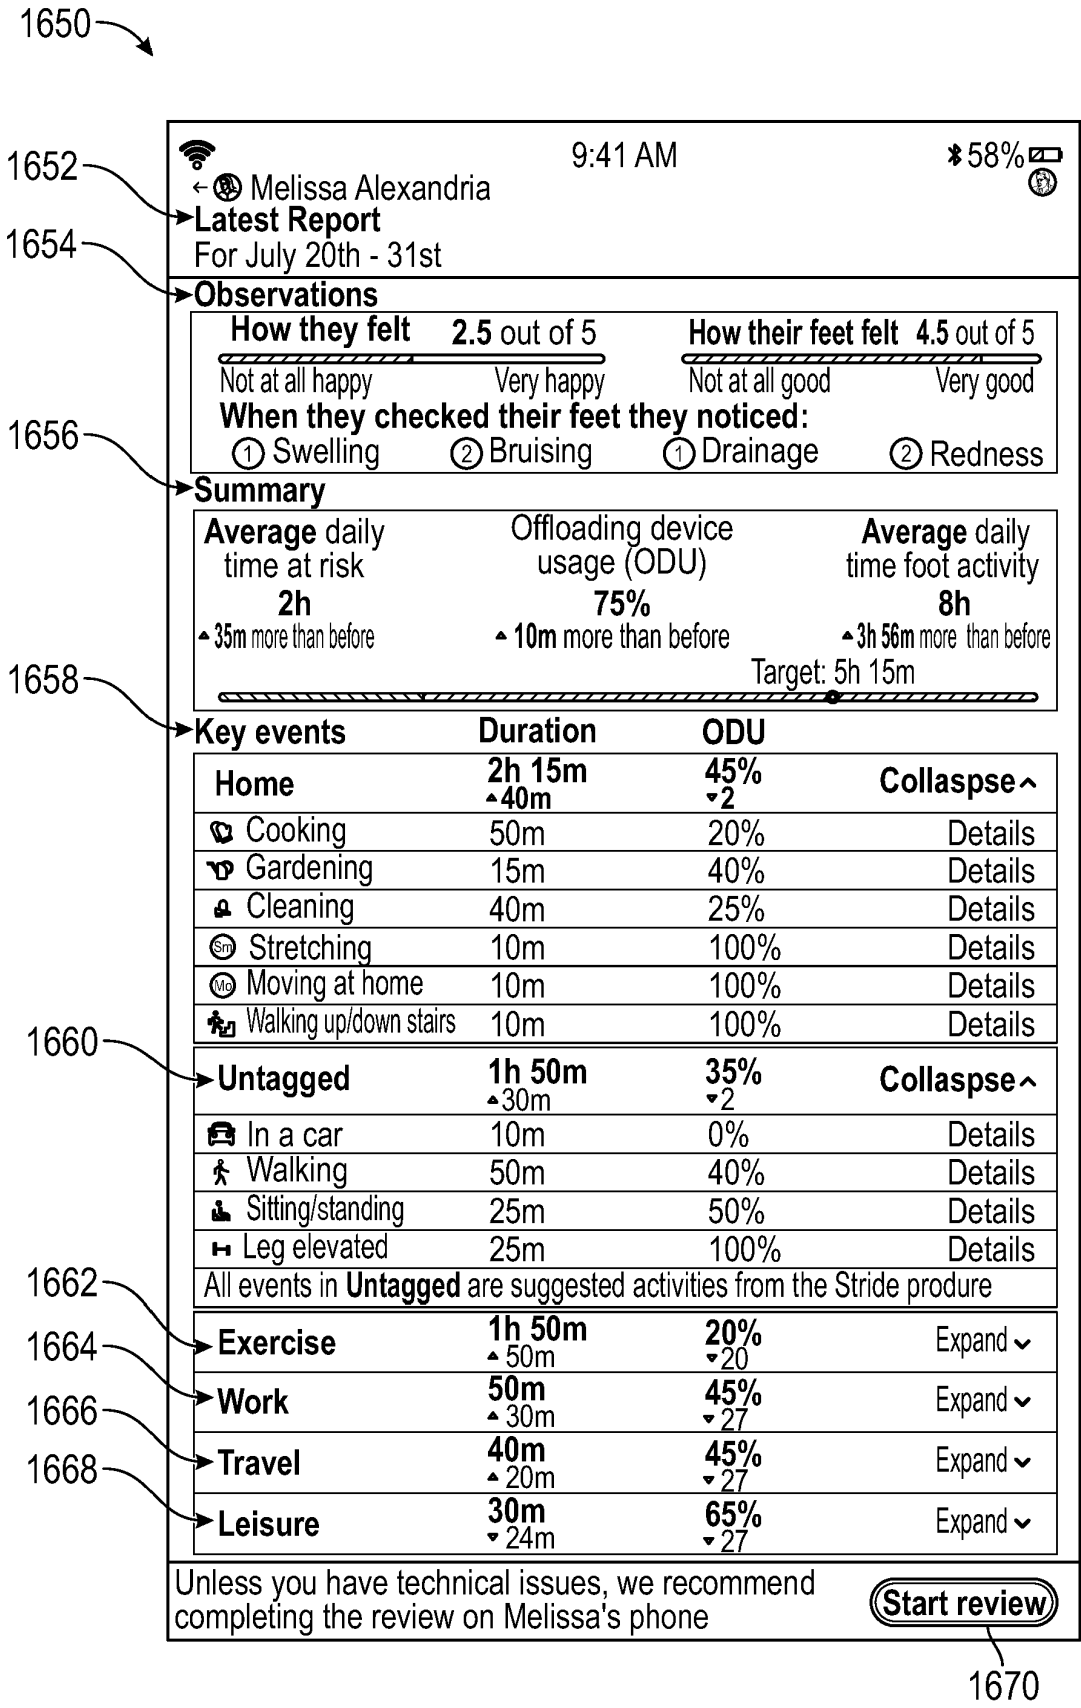 1650
1652
9:41 AM
58%
← Melissa Alexandria
Latest Report
For July 20th - 31st
1654
Observations
How they felt 2.5 out of 5
How their feet felt 4.5 out of 5
Not at all happy Very happy
Not at all good Very good
When they checked their feet they noticed:
1 Swelling 2 Bruising 1 Drainage 2 Redness
1656
Summary
Average daily
time at risk
2h
▲ 35m more than before
Offloading device
usage (ODU)
75%
▲ 10m more than before
Average daily
time foot activity
8h
▲ 3h 56m more than before
Target: 5h 15m
1658
Key events Duration ODU
Home 2h 15m 45% Collaspse
▲ 40m ▼ 2
Cooking 50m 20% Details
Gardening 15m 40% Details
Cleaning 40m 25% Details
Sm Stretching 10m 100% Details
Mo Moving at home 10m 100% Details
Walking up/down stairs 10m 100% Details
1660
Untagged 1h 50m 35% Collaspse
▲ 30m ▼ 2
In a car 10m 0% Details
Walking 50m 40% Details
Sitting/standing 25m 50% Details
Leg elevated 25m 100% Details
All events in Untagged are suggested activities from the Stride produre
1662
Exercise 1h 50m 20% Expand
▲ 50m ▼ 20
1664
Work 50m 45% Expand
▲ 30m ▼ 27
1666
Travel 40m 45% Expand
▲ 20m ▼ 27
1668
Leisure 30m 65% Expand
▼ 24m ▼ 27
Unless you have technical issues, we recommend
completing the review on Melissa's phone
Start review
1670